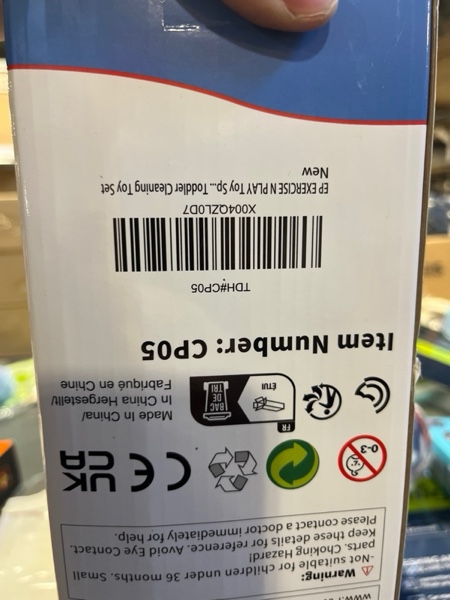 Warning:
-Not suitable for children under 36 months. Small
parts. Choking Hazard!
Keep these details for reference. Avoid Eye Contact.
Please contact a doctor immediately for help.
0-3
CE
UK
CA
FR
ÉTUI
BAC
DE
TRI
Made In China/
In China Hergestellt/
Fabriqué en Chine
Item Number: CP05
TDH#CP05
X004QZL0D7
EP EXERCISE N PLAY Toy Sp... Toddler Cleaning Toy Set
New